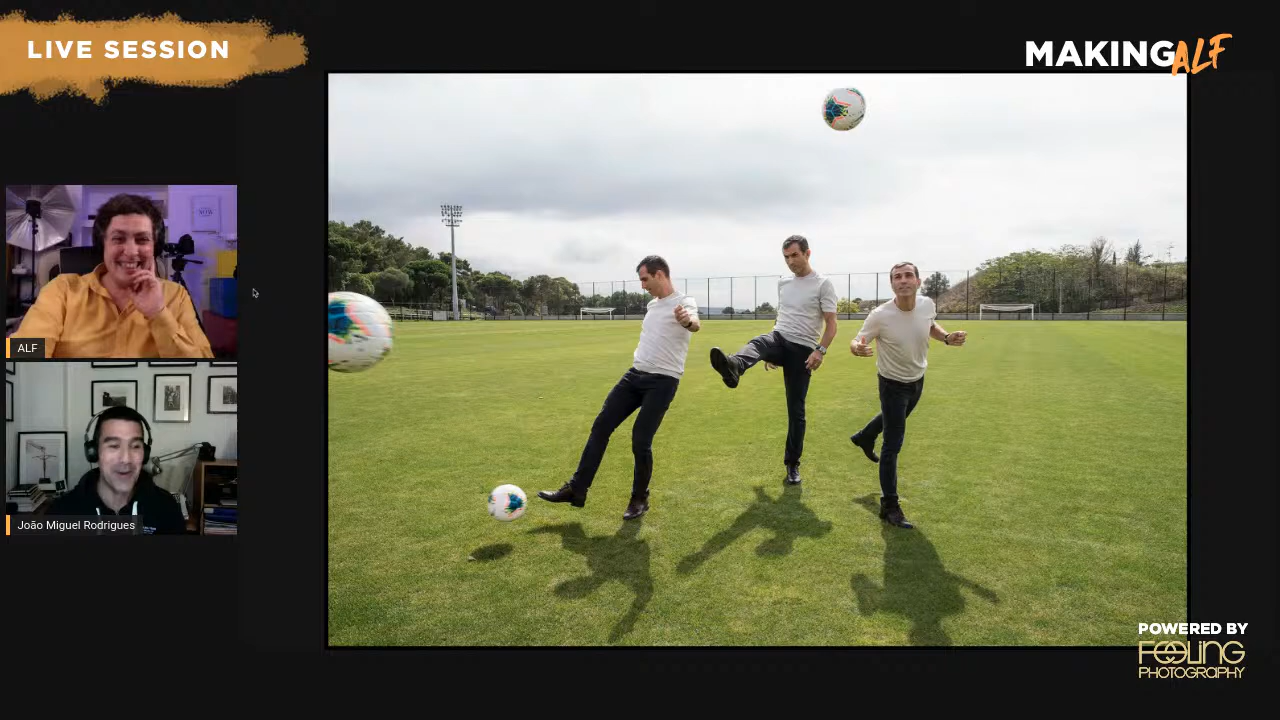 LIVE SESSION
MAKINGALF
ALF
João Miguel Rodrigues
POWERED BY
FEELING
PHOTOGRAPHY